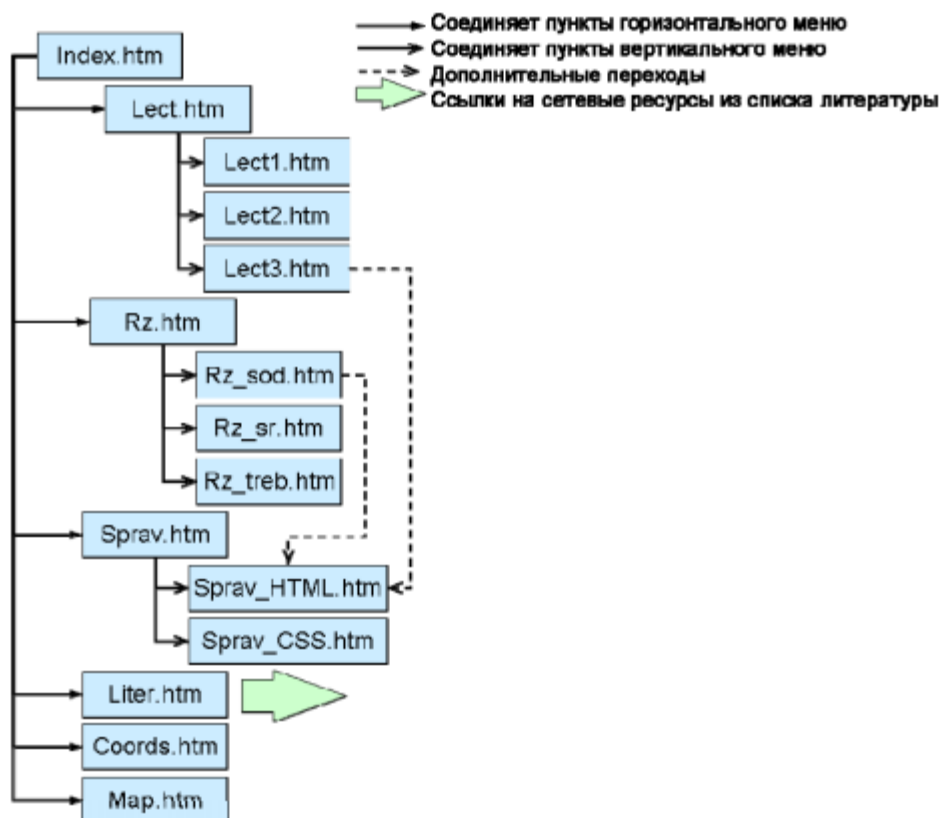 Соединяет пункты горизонтального меню
Соединяет пункты вертикального меню
Дополнительные переходы
Ссылки на сетевые ресурсы из списка литературы
Index.htm
Lect.htm
Lect1.htm
Lect2.htm
Lect3.htm
Rz.htm
Rz_sod.htm
Rz_sr.htm
Rz_treb.htm
Sprav.htm
Sprav_HTML.htm
Sprav_CSS.htm
Liter.htm
Coords.htm
Map.htm